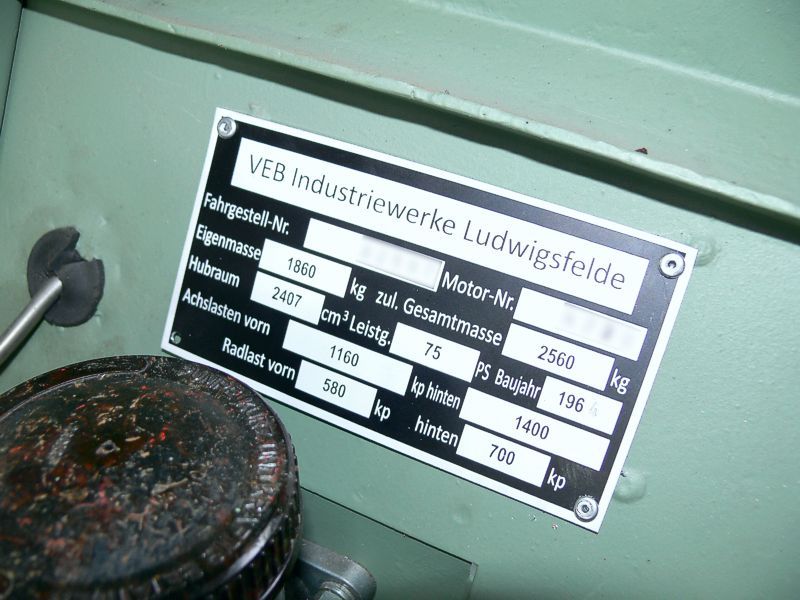 VEB Industriewerke Ludwigsfelde
Fahrgestell-Nr. Motor-Nr.
Eigenmasse 1860 kg zul. Gesamtmasse 2560 kg
Hubraum 2407 cm³ Leistg. 75 PS Baujahr 1964
Achslasten vorn 1160 kp hinten 1400
Radlast vorn 580 kp hinten 700 kp